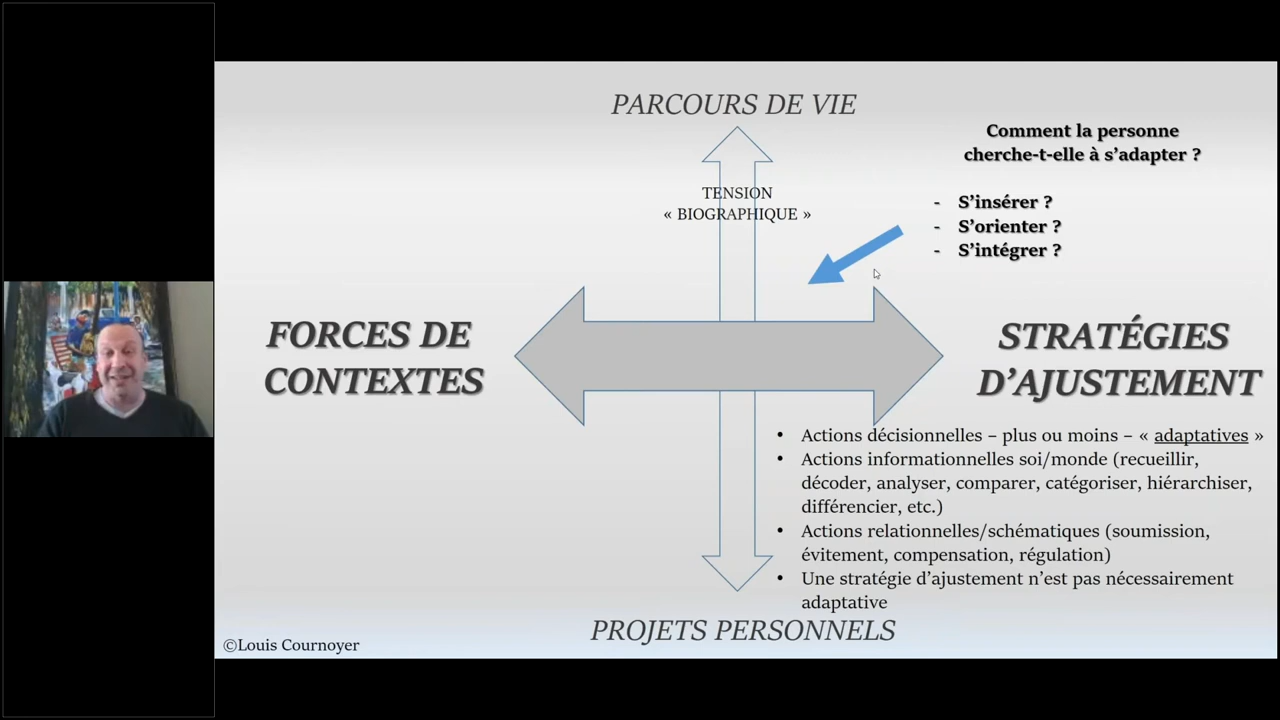 PARCOURS DE VIE
TENSION
« BIOGRAPHIQUE »
Comment la personne
cherche-t-elle à s’adapter ?
- S’insérer ?
- S’orienter ?
- S’intégrer ?
FORCES DE
CONTEXTES
STRATÉGIES
D’AJUSTEMENT
• Actions décisionnelles – plus ou moins – « adaptatives »
• Actions informationnelles soi/monde (recueillir,
décoder, analyser, comparer, catégoriser, hiérarchiser,
différencier, etc.)
• Actions relationnelles/schématiques (soumission,
évitement, compensation, régulation)
• Une stratégie d’ajustement n’est pas nécessairement
adaptative
PROJETS PERSONNELS
©Louis Cournoyer